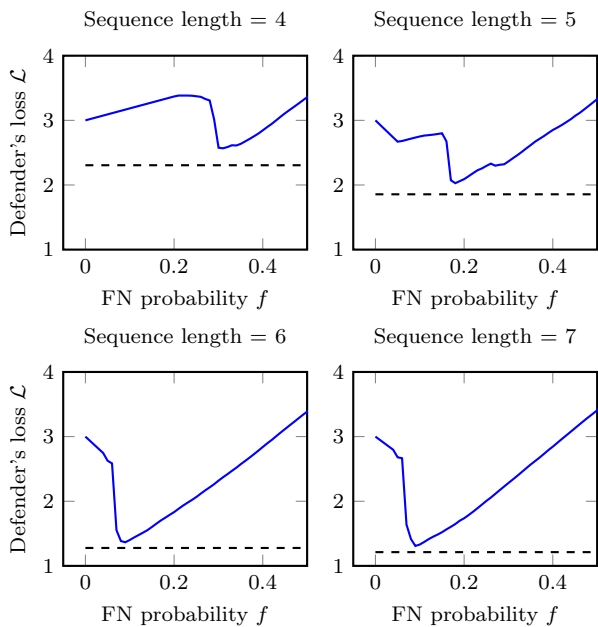 Sequence length = 4
Sequence length = 5
Defender's loss ℒ
4
3
2
1
0
0.2
0.4
FN probability f
4
3
2
1
0
0.2
0.4
FN probability f
Sequence length = 6
Sequence length = 7
Defender's loss ℒ
4
3
2
1
0
0.2
0.4
FN probability f
4
3
2
1
0
0.2
0.4
FN probability f